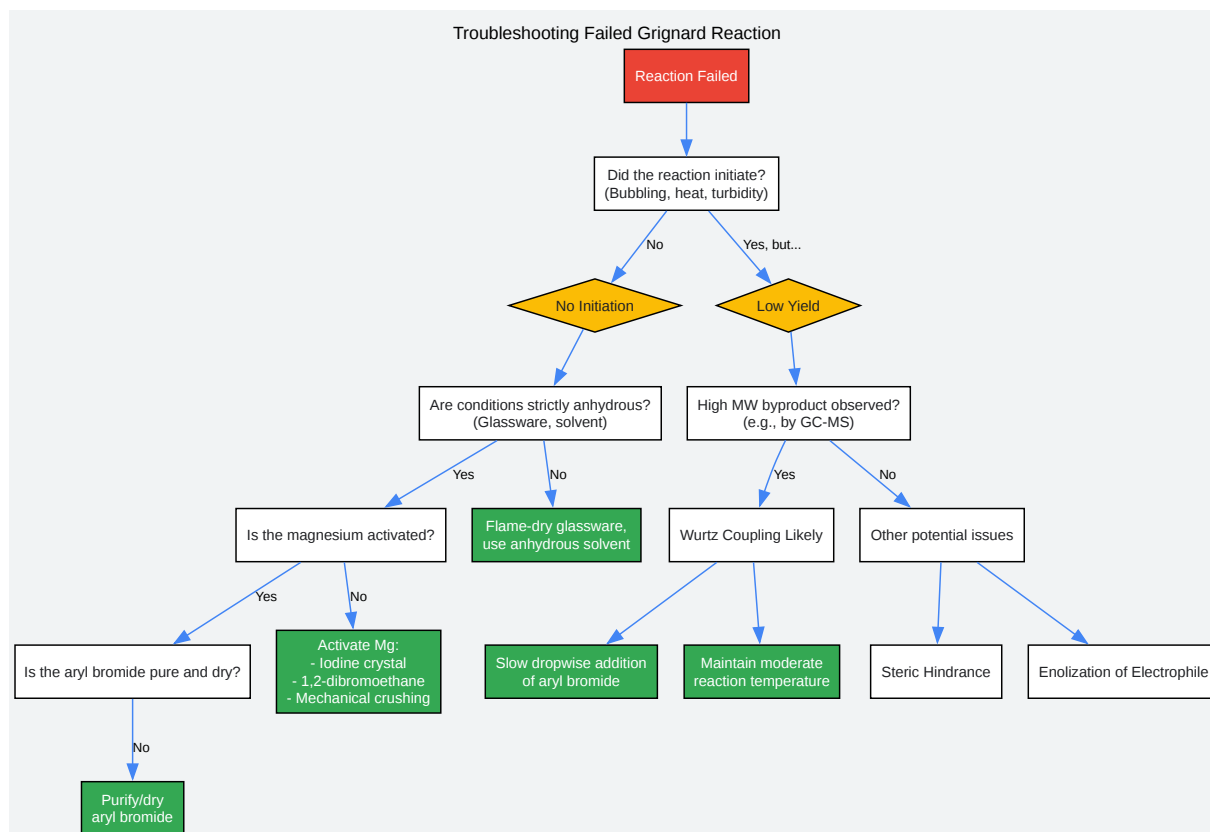 Troubleshooting Failed Grignard Reaction
Reaction Failed
Did the reaction initiate?
(Bubbling, heat, turbidity)
No
Yes, but...
No Initiation
Low Yield
Are conditions strictly anhydrous?
(Glassware, solvent)
High MW byproduct observed?
(e.g., by GC-MS)
Yes
No
Yes
No
Is the magnesium activated?
Flame-dry glassware,
use anhydrous solvent
Wurtz Coupling Likely
Other potential issues
Yes
No
Is the aryl bromide pure and dry?
Activate Mg:
- Iodine crystal
- 1,2-dibromoethane
- Mechanical crushing
Slow dropwise addition
of aryl bromide
Maintain moderate
reaction temperature
Steric Hindrance
Enolization of Electrophile
No
Purify/dry
aryl bromide